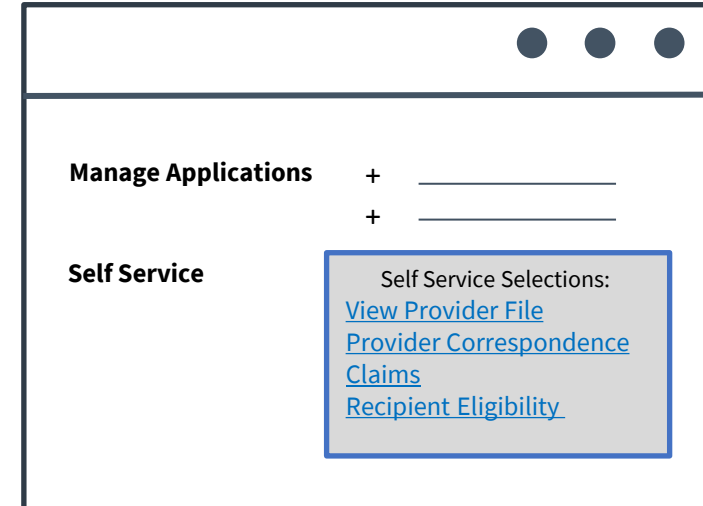 Manage Applications +
+
Self Service
Self Service Selections:
View Provider File
Provider Correspondence
Claims
Recipient Eligibility